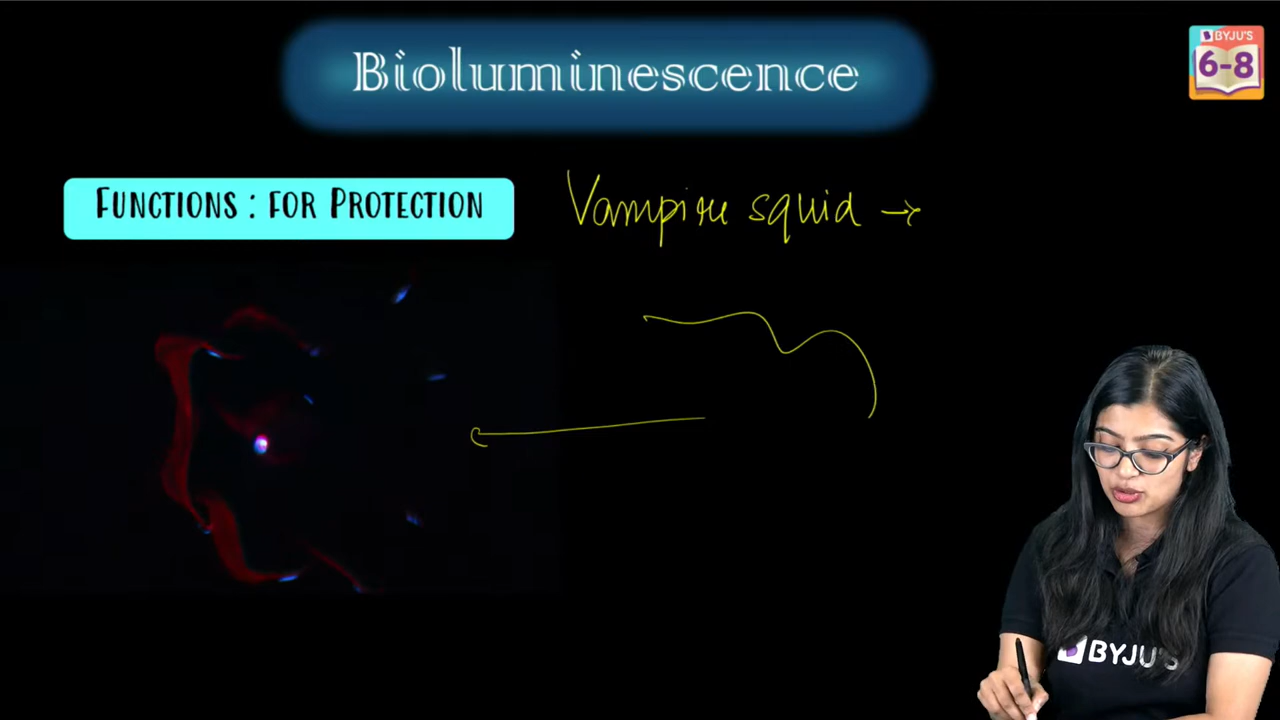 Bioluminescence
BYJU'S
6-8
FUNCTIONS : FOR PROTECTION
Vampire squid →
BYJU'S